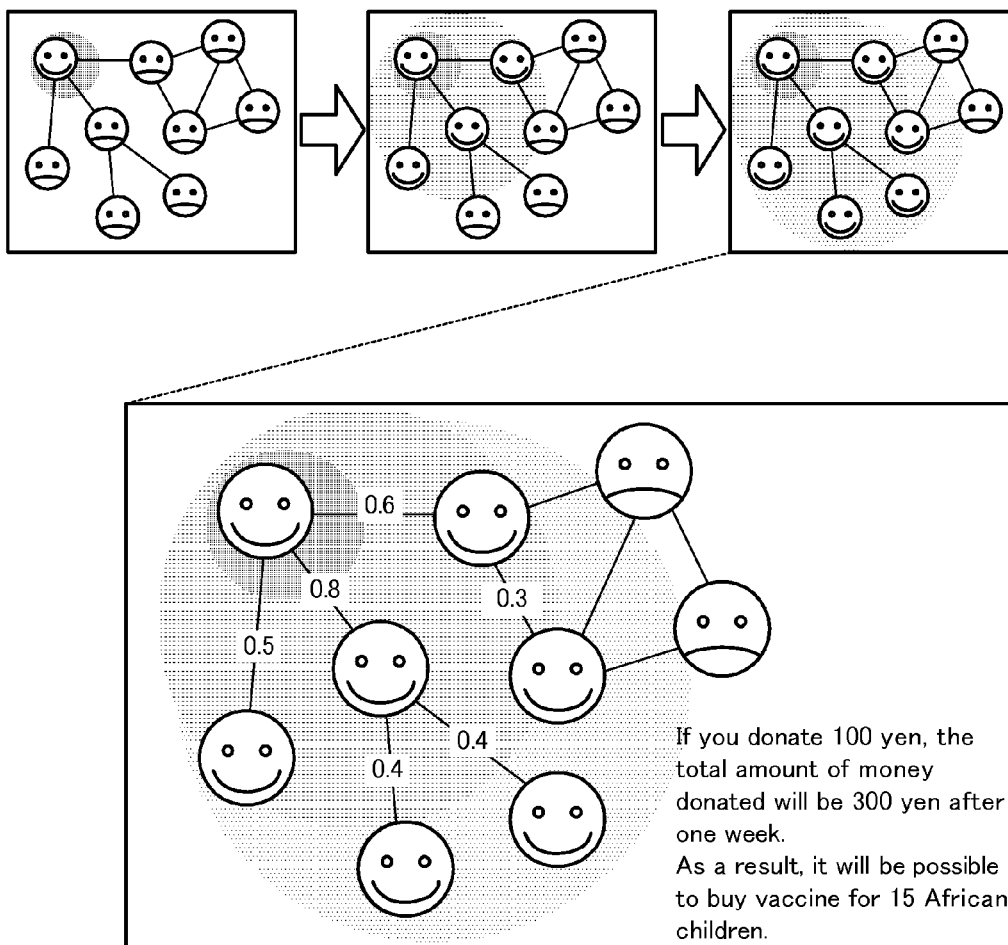 0.6
0.8
0.3
0.5
0.4
0.4
If you donate 100 yen, the
total amount of money
donated will be 300 yen after
one week.
As a result, it will be possible
to buy vaccine for 15 African
children.